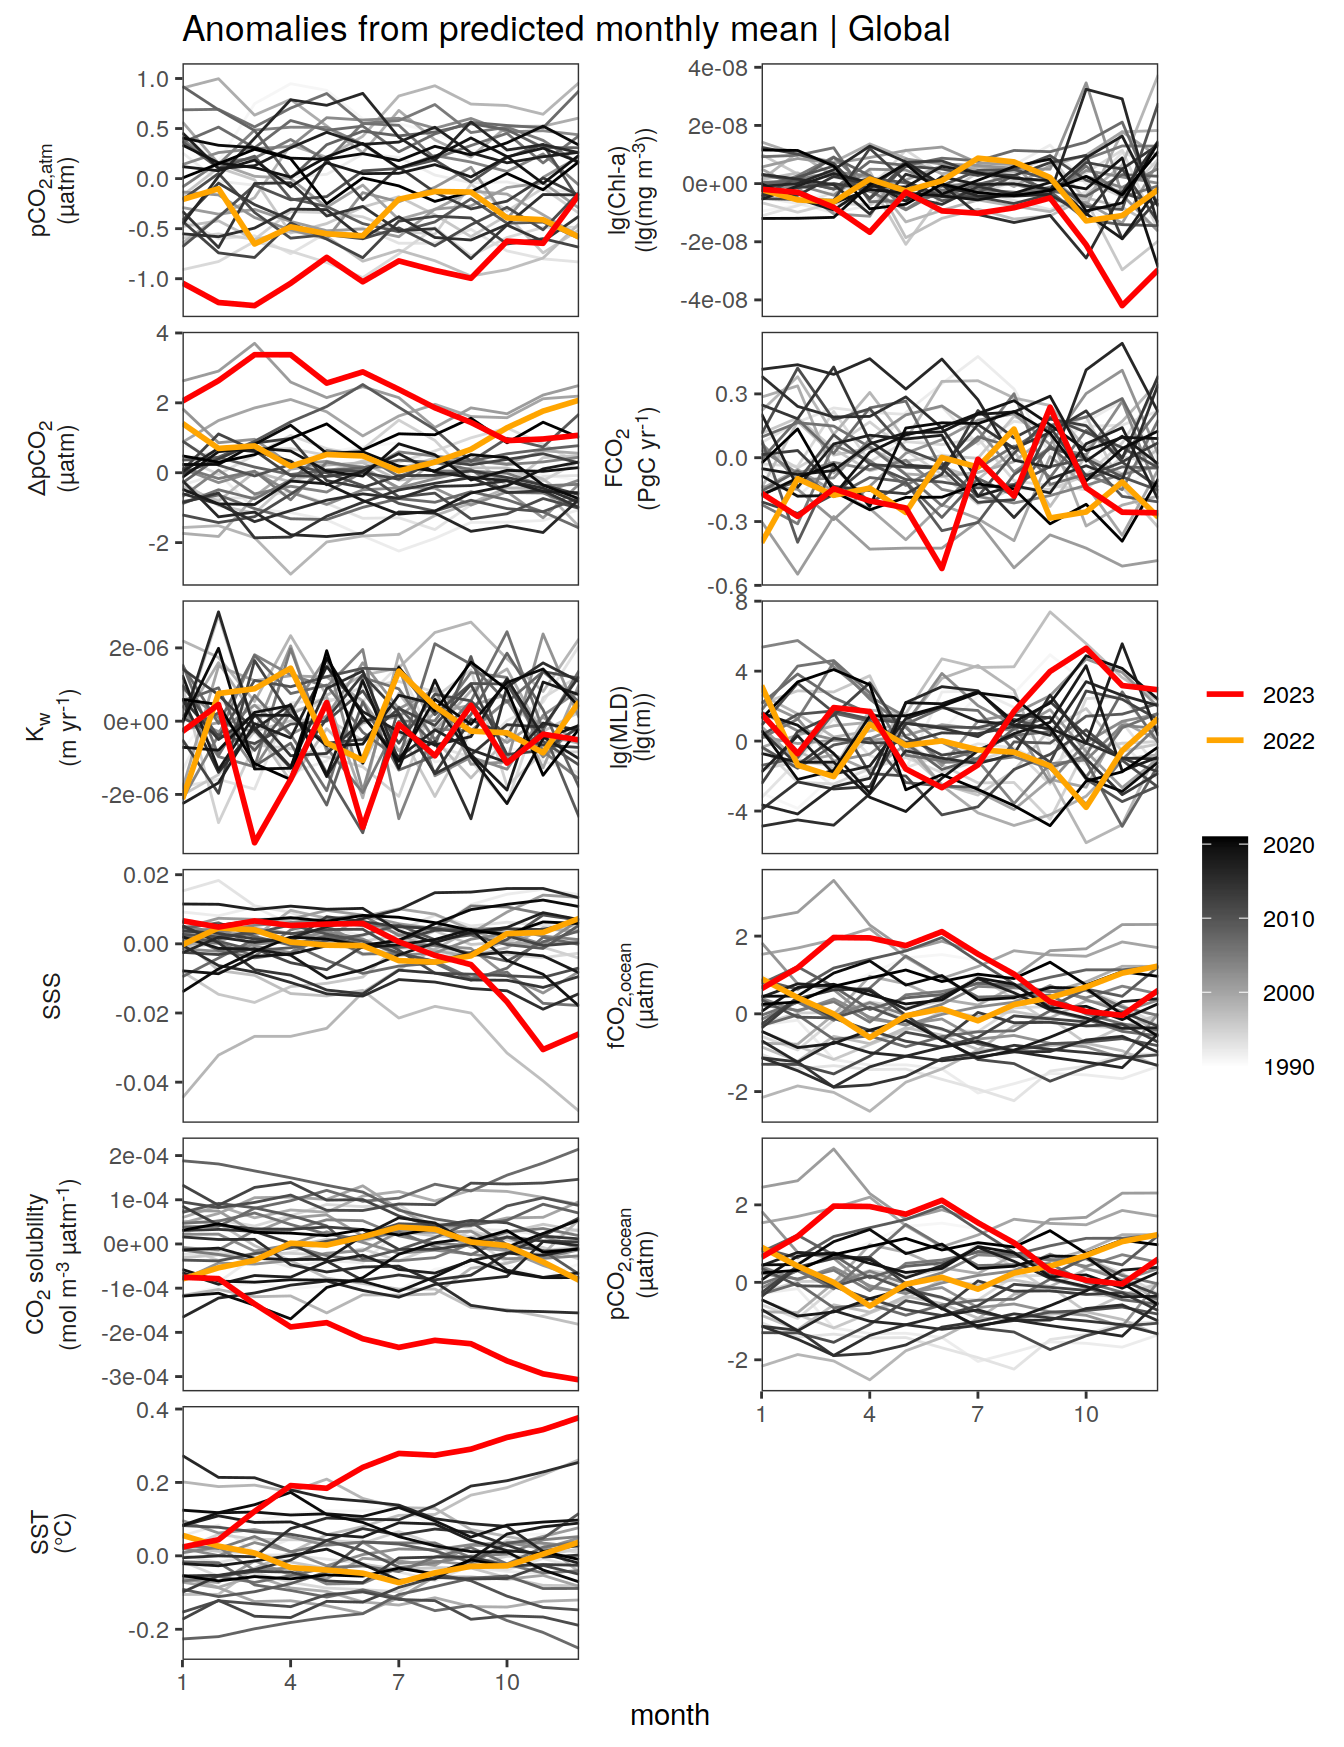 Anomalies from predicted monthly mean | Global
pCO2,atm
(µatm)
1.0
0.5
0.0
-0.5
-1.0
lg(Chl-a)
(lg(mg m-3))
4e-08
2e-08
0e+00
-2e-08
-4e-08
ΔpCO2
(µatm)
4
2
0
-2
FCO2
(PgC yr-1)
0.3
0.0
-0.3
-0.6
Kw
(m yr-1)
2e-06
0e+00
-2e-06
lg(MLD)
(lg(m))
8
4
0
-4
SSS
0.02
0.00
-0.02
-0.04
fCO2,ocean
(µatm)
2
0
-2
CO2 solubility
(mol m-3 µatm-1)
2e-04
1e-04
0e+00
-1e-04
-2e-04
-3e-04
pCO2,ocean
(µatm)
2
0
-2
1 4 7 10
SST
(°C)
0.4
0.2
0.0
-0.2
1 4 7 10
month
2023
2022
2020
2010
2000
1990